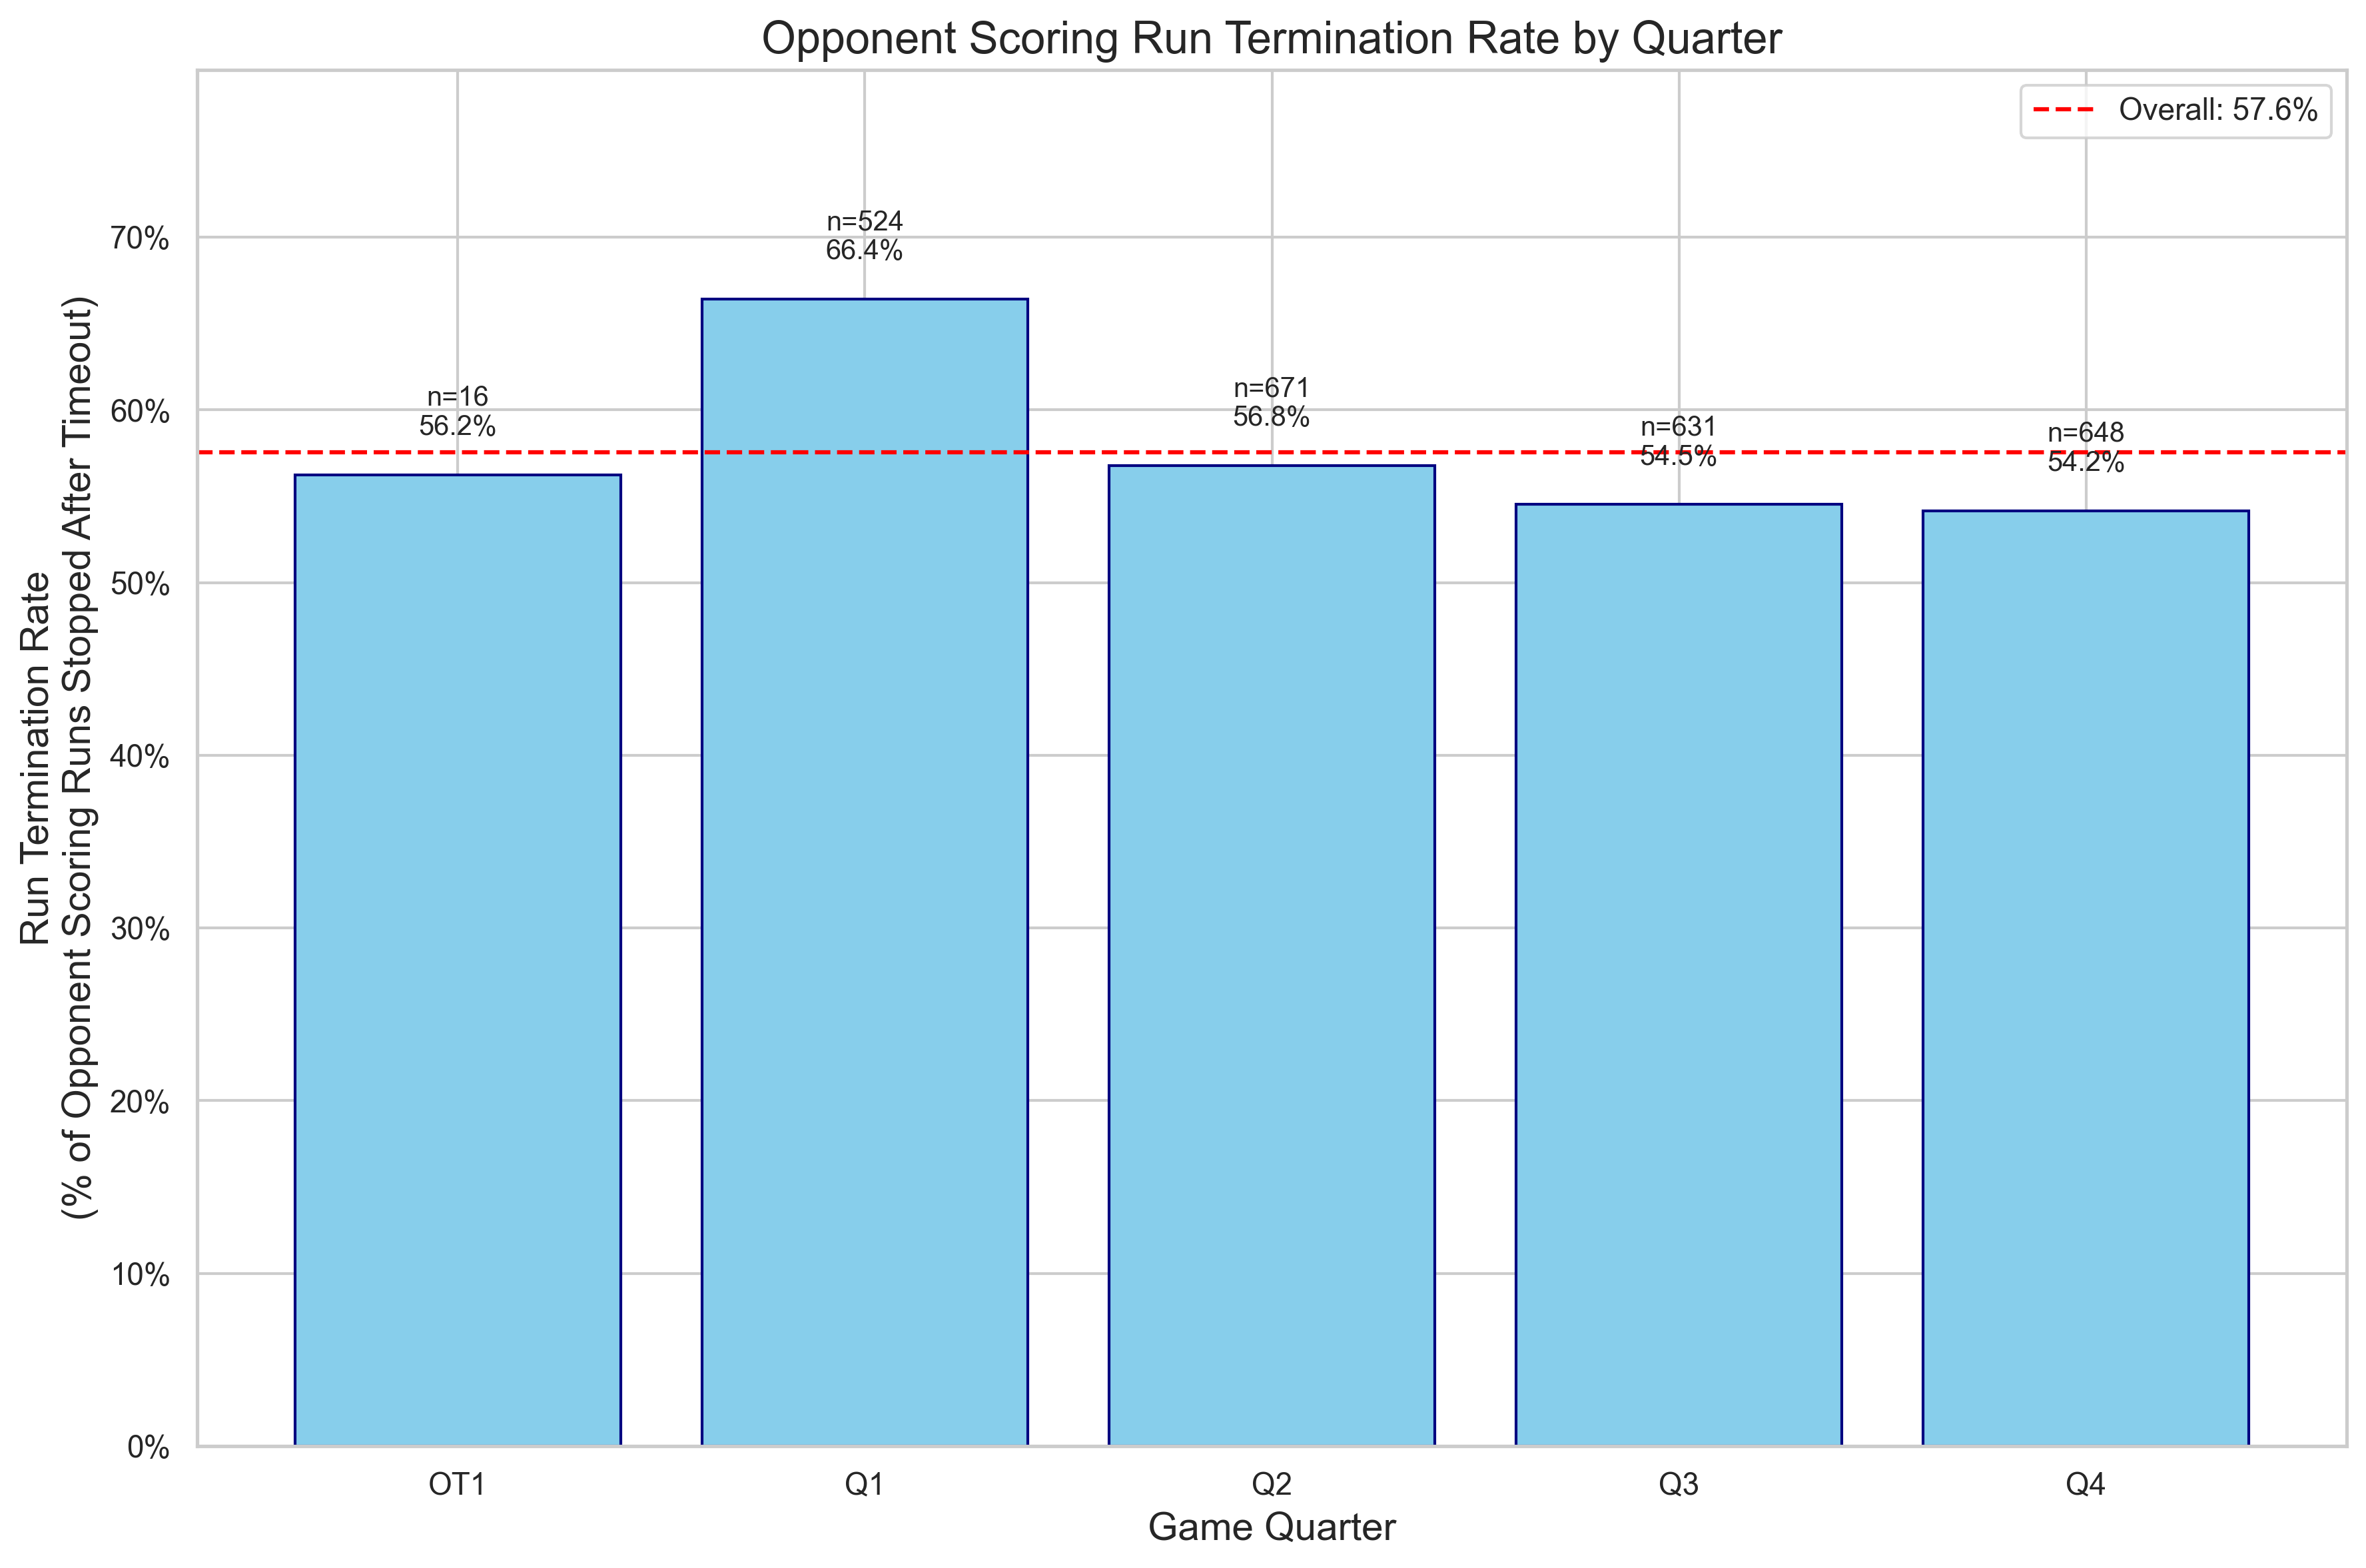 Opponent Scoring Run Termination Rate by Quarter
Overall: 57.6%
Run Termination Rate
(% of Opponent Scoring Runs Stopped After Timeout)
70%
60%
50%
40%
30%
20%
10%
0%
n=16
56.2%
n=524
66.4%
n=671
56.8%
n=631
54.5%
n=648
54.2%
OT1
Q1
Q2
Q3
Q4
Game Quarter